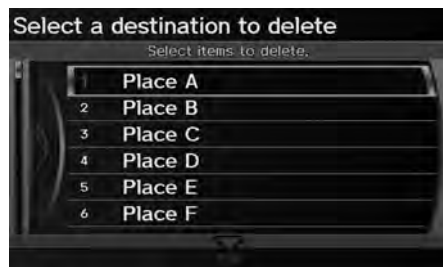 Select a destination to delete
Select items to delete.
1 Place A
2 Place B
3 Place C
4 Place D
5 Place E
6 Place F